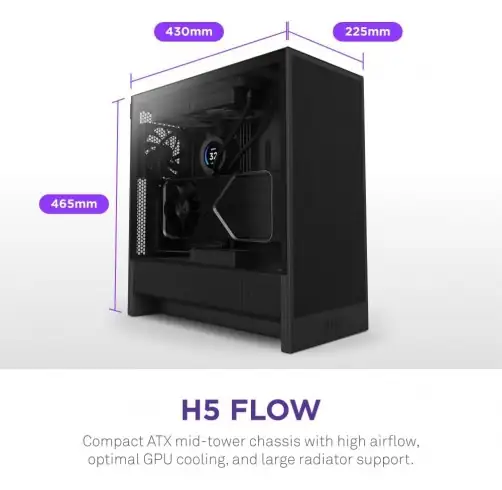 430mm
225mm
465mm
37
H5 FLOW
Compact ATX mid-tower chassis with high airflow,
optimal GPU cooling, and large radiator support.